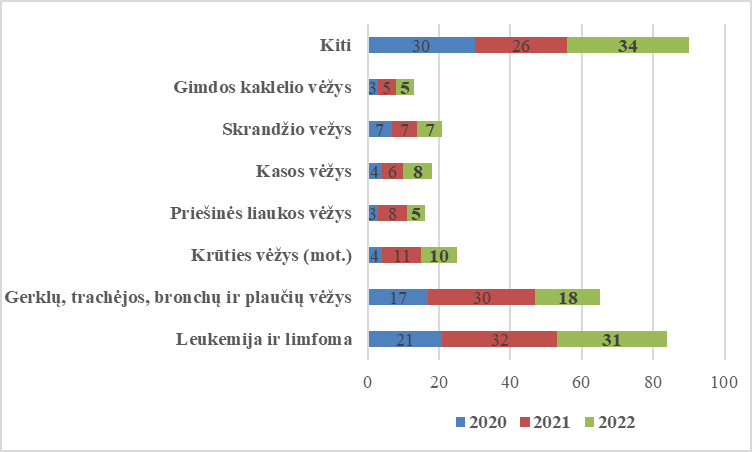 Kiti 30 26 34
Gimdos kaklelio vėžys 3 5 5
Skrandžio vežys 7 7 7
Kasos vėžys 4 6 8
Priešinės liaukos vėžys 3 8 5
Krūties vėžys (mot.) 4 11 10
Gerklų, trachėjos, bronchų ir plaučių vėžys 17 30 18
Leukemija ir limfoma 21 32 31
0 20 40 60 80 100
2020 2021 2022